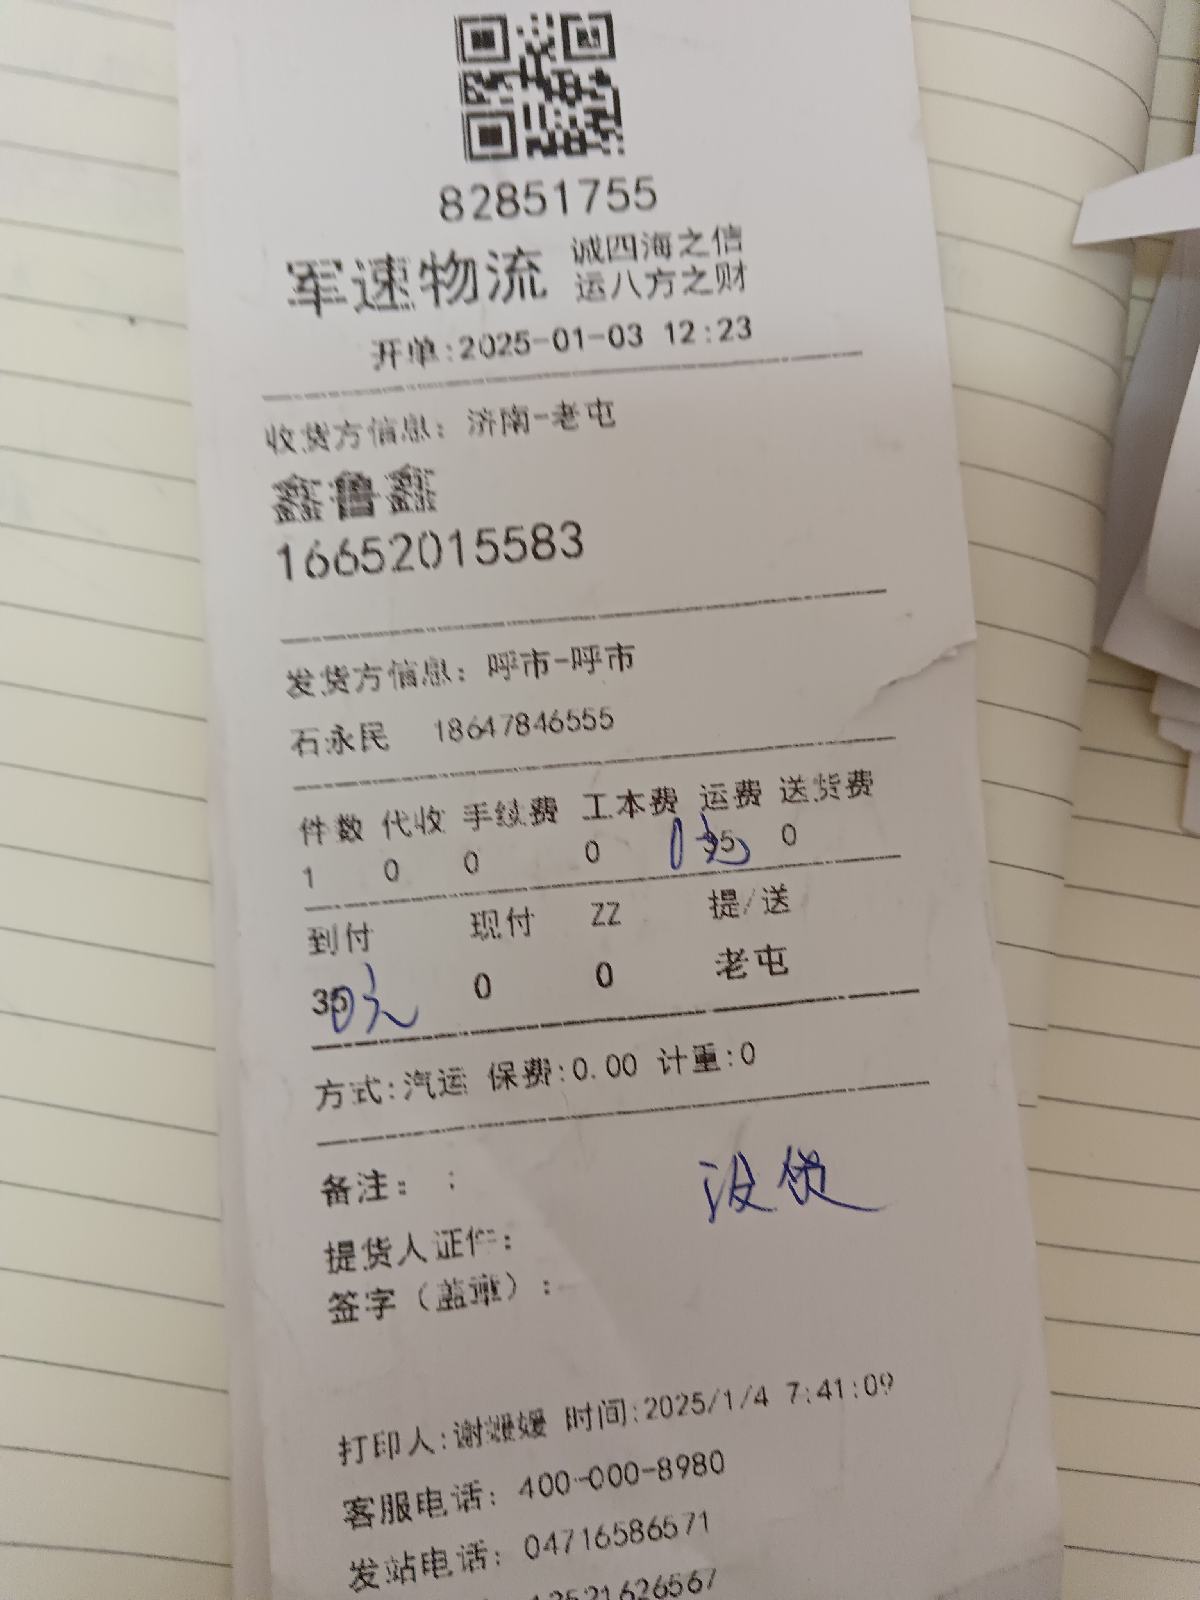 82851755
军速物流 诚四海之信
运八方之财
开单:2025-01-03 12:23
收货方信息: 济南-老屯
鑫鲁鑫
16652015583
发货方信息: 呼市-呼市
石永民 18647846555
件数 代收 手续费 工本费 运费 送货费
1 0 0 0 35 0
到付 现付 ZZ 提/送
35 0 0 老屯
方式:汽运 保费:0.00 计重:0
备注: :
没货
提货人证件:
签字(盖章):
打印人:谢媛媛 时间:2025/1/4 7:41:09
客服电话: 400-000-8980
发站电话: 04716586571